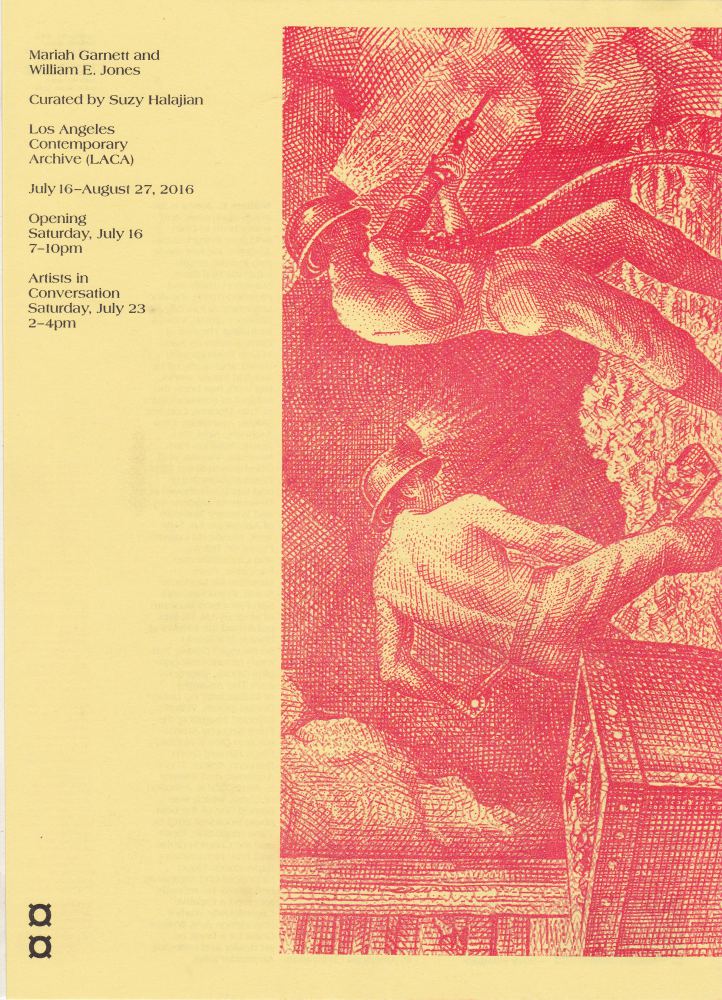 Mariah Garnett and
William E. Jones
Curated by Suzy Halajian
Los Angeles
Contemporary
Archive (LACA)
July 16–August 27, 2016
Opening
Saturday, July 16
7–10pm
Artists in
Conversation
Saturday, July 23
2–4pm